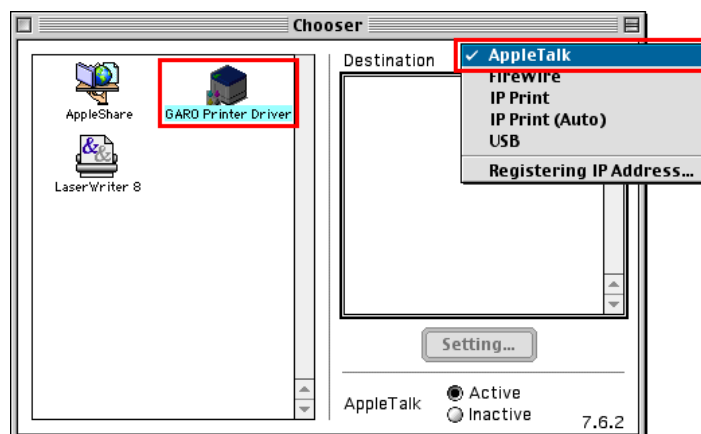 Chooser
AppleShare
GARO Printer Driver
LaserWriter 8
Destination
✓ AppleTalk
FireWire
IP Print
IP Print (Auto)
USB
Registering IP Address...
Setting...
AppleTalk
Active
Inactive
7.6.2